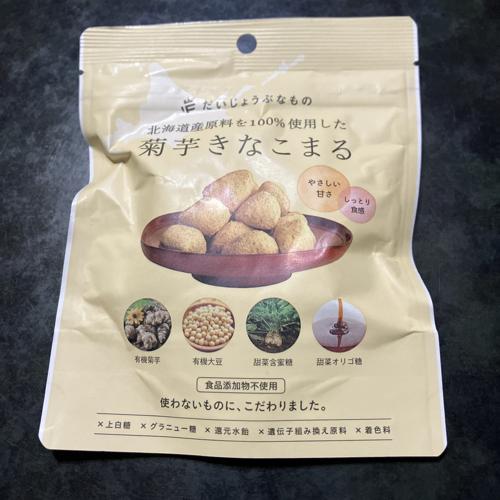 だいじょうぶなもの
北海道産原料を100%使用した
菊芋きなこまる
やさしい
甘さ
しっとり
食感
有機菊芋
有機大豆
甜菜含蜜糖
甜菜オリゴ糖
食品添加物不使用
使わないものに、こだわりました。
×上白糖 ×グラニュー糖 ×還元水飴 ×遺伝子組み換え原料 ×着色料